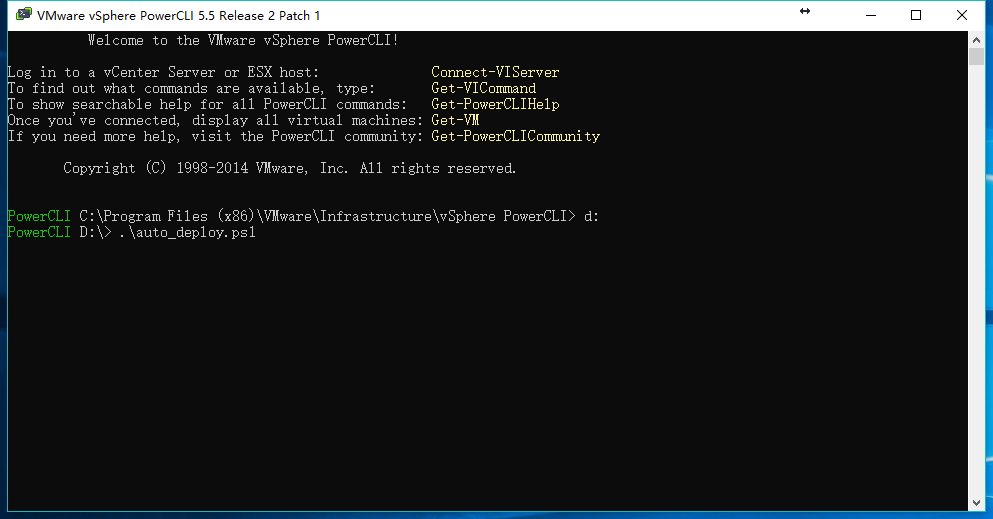 VMware vSphere PowerCLI 5.5 Release 2 Patch 1
Welcome to the VMware vSphere PowerCLI!
Log in to a vCenter Server or ESX host: Connect-VIServer
To find out what commands are available, type: Get-VICommand
To show searchable help for all PowerCLI commands: Get-PowerCLIHelp
Once you've connected, display all virtual machines: Get-VM
If you need more help, visit the PowerCLI community: Get-PowerCLICommunity
Copyright (C) 1998-2014 VMware, Inc. All rights reserved.
PowerCLI C:\Program Files (x86)\VMware\Infrastructure\vSphere PowerCLI> d:
PowerCLI D:\> .\auto_deploy.ps1